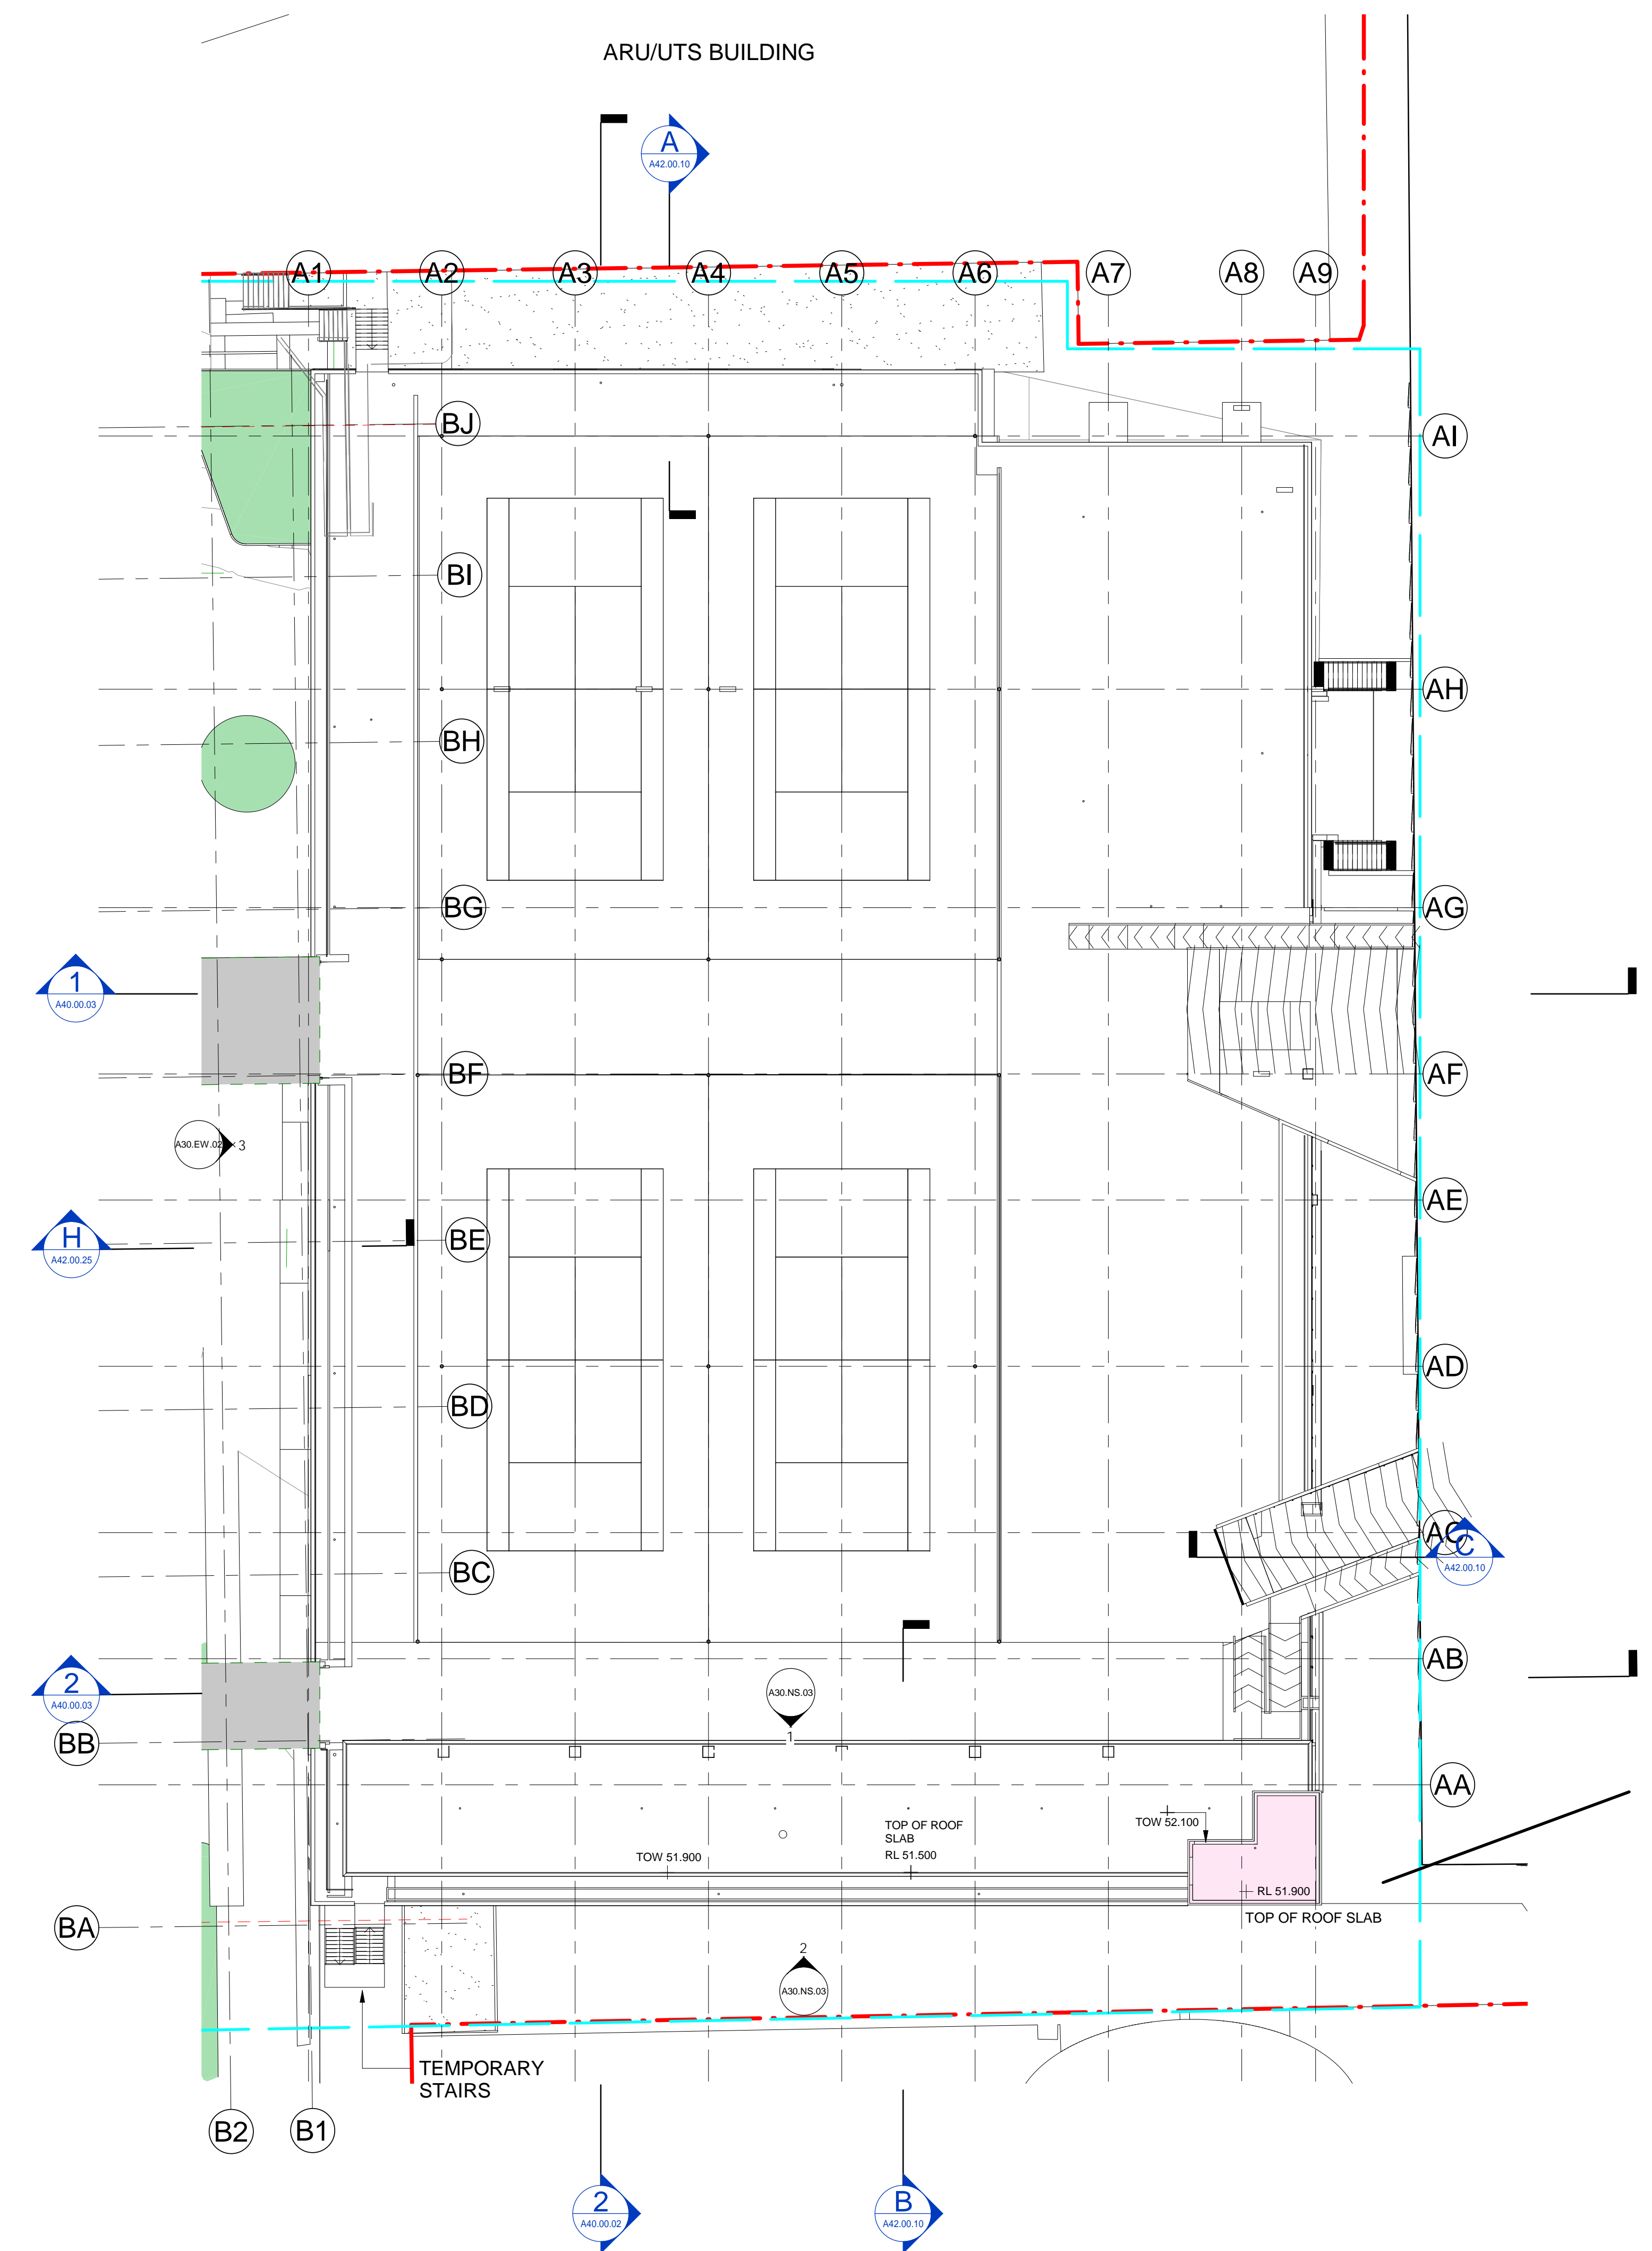 ARU/UTS BUILDING
A
A42.00.10
A1
A2
A3
A4
A5
A6
A7
A8
A9
BJ
AI
BI
AH
BH
BG
AG
1
A40.00.03
BF
AF
A30.EW.02
3
AE
H
A42.00.25
BE
AD
BD
AC
C
A42.00.10
BC
AB
2
A40.00.03
A30.NS.03
1
BB
AA
TOW 52.100
TOP OF ROOF
SLAB
RL 51.500
TOW 51.900
RL 51.900
TOP OF ROOF SLAB
BA
2
A30.NS.03
TEMPORARY
STAIRS
B2
B1
2
A40.00.02
B
A42.00.10